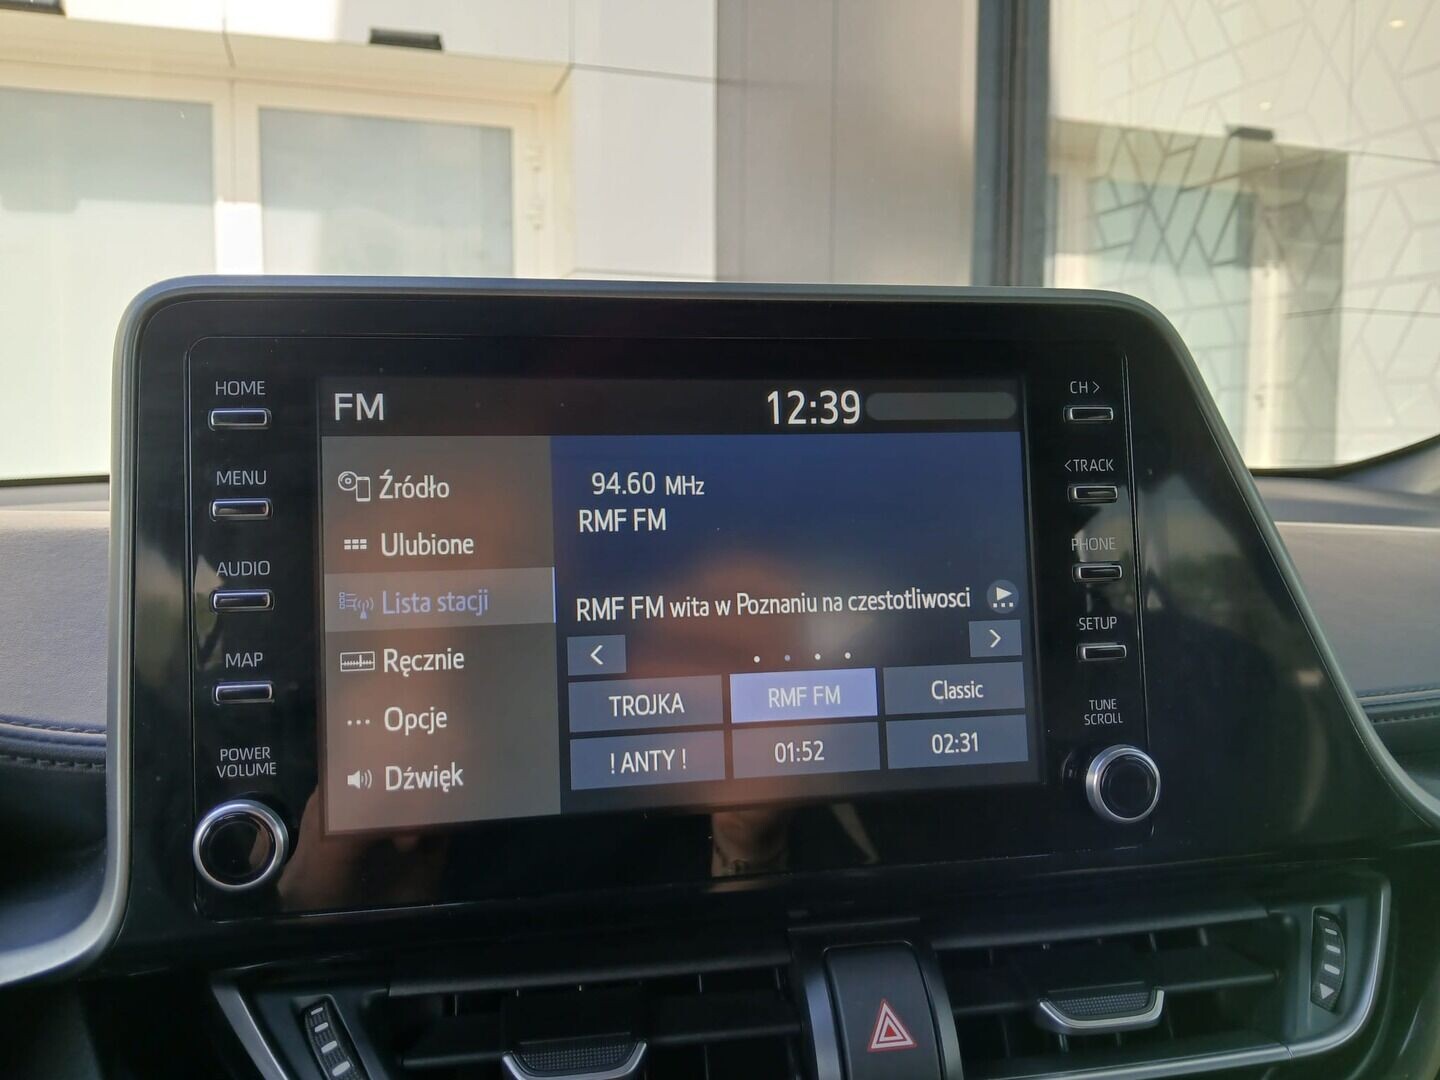 HOME
MENU
AUDIO
MAP
POWER
VOLUME
FM
12:39
Źródło
Ulubione
Lista stacji
Ręcznie
Opcje
Dźwięk
94.60 MHz
RMF FM
RMF FM wita w Poznaniu na czestotliwosci
<
>
TROJKA
RMF FM
Classic
! ANTY !
01:52
02:31
CH >
<TRACK
PHONE
SETUP
TUNE
SCROLL